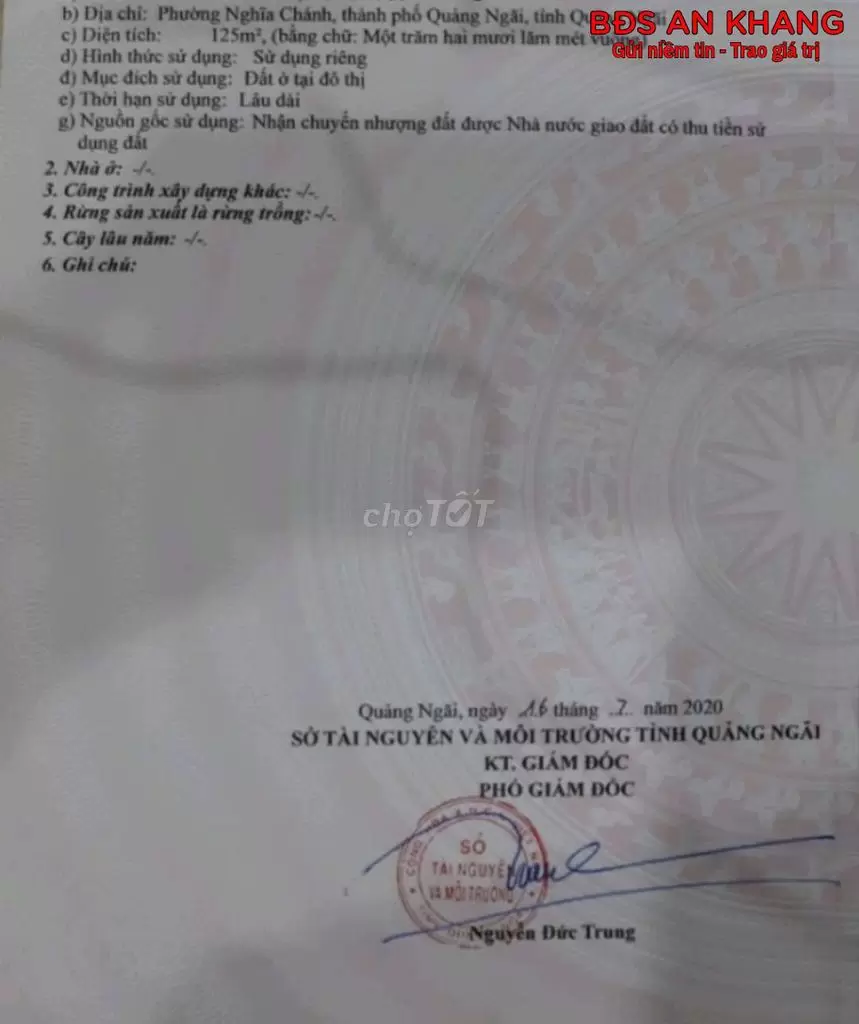 b) Địa chỉ: Phường Nghĩa Chánh, thành phố Quảng Ngãi, tỉnh
BĐS AN KHANG
c) Diện tích: 125m², (bằng chữ: Một trăm hai mươi lăm mét vuông)
Gửi niềm tin - Trao giá trị
d) Hình thức sử dụng: Sử dụng riêng
đ) Mục đích sử dụng: Đất ở tại đô thị
e) Thời hạn sử dụng: Lâu dài
g) Nguồn gốc sử dụng: Nhận chuyển nhượng đất được Nhà nước giao đất có thu tiền sử
dụng đất
2. Nhà ở: -/-.
3. Công trình xây dựng khác: -/-.
4. Rừng sản xuất là rừng trồng: -/-.
5. Cây lâu năm: -/-.
6. Ghi chú:
chợTỐT
Quảng Ngãi, ngày 16 tháng 7 năm 2020
SỞ TÀI NGUYÊN VÀ MÔI TRƯỜNG TỈNH QUẢNG NGÃI
KT. GIÁM ĐỐC
PHÓ GIÁM ĐỐC
SỞ
TÀI NGUYÊN
VÀ MÔI TRƯỜNG
Nguyễn Đức Trung